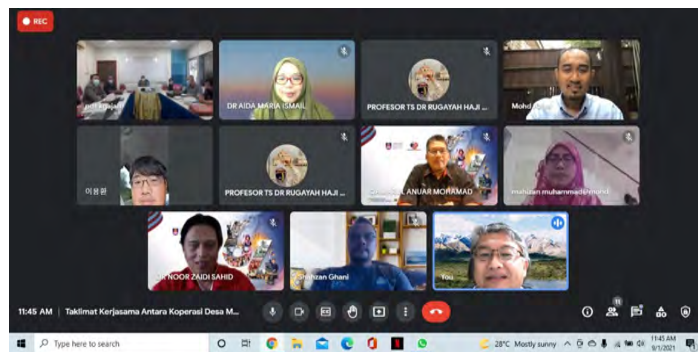 REC
DR AIDA MARIA ISMAIL
PROFESOR TS DR RUGAYAH HAJI ...
Mohd
이용환
PROFESOR TS DR RUGAYAH HAJI ...
ANUAR MOHAMAD
mahizan muhammad
NOOR ZAIDI SAHID
Shahizan Ghani
You
11:45 AM | Taklimat Kerjasama Antara Koperasi Desa M...
11
Type here to search
28°C Mostly sunny
11:45 AM
9/1/2021